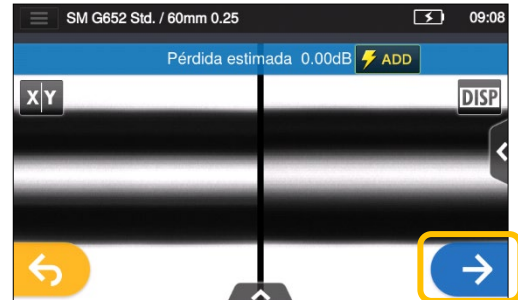 SM G652 Std. / 60mm 0.25 09:08
Pérdida estimada 0.00dB ADD
X|Y DISP